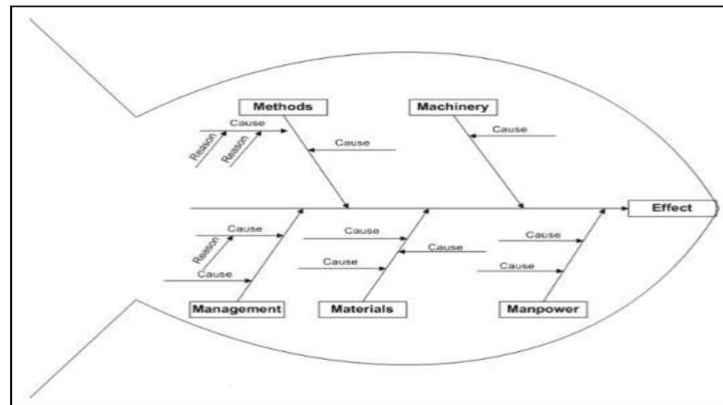 Methods
Machinery
Cause
Reason
Reason
Cause
Cause
Effect
Cause
Reason
Cause
Cause
Cause
Cause
Cause
Cause
Management
Materials
Manpower